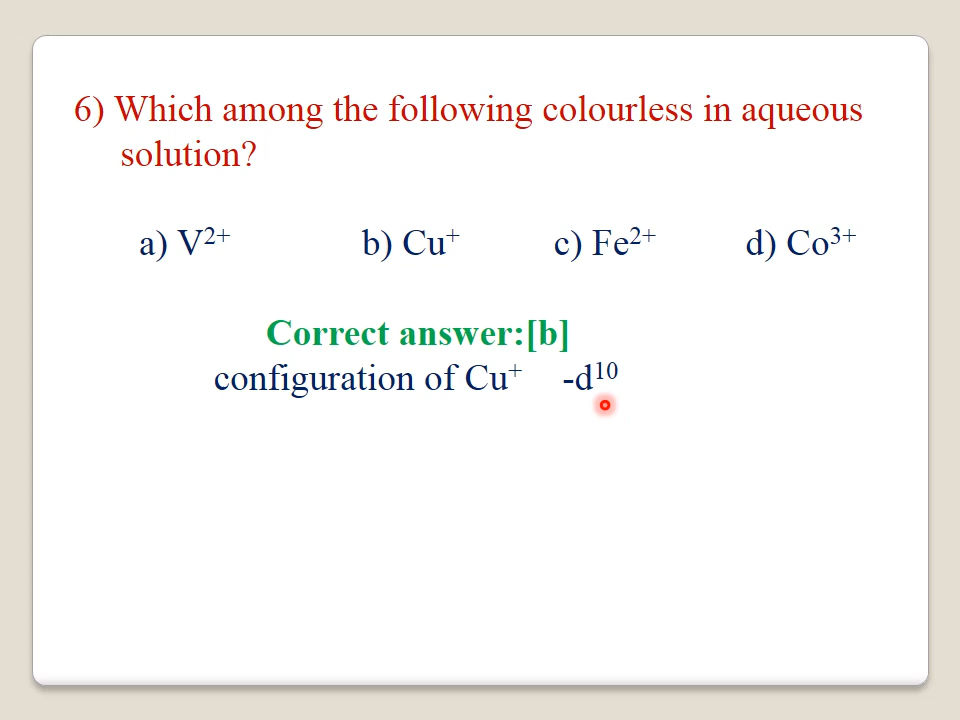 6) Which among the following colourless in aqueous
solution?
a) V²⁺ b) Cu⁺ c) Fe²⁺ d) Co³⁺
Correct answer:[b]
configuration of Cu⁺ -d¹⁰